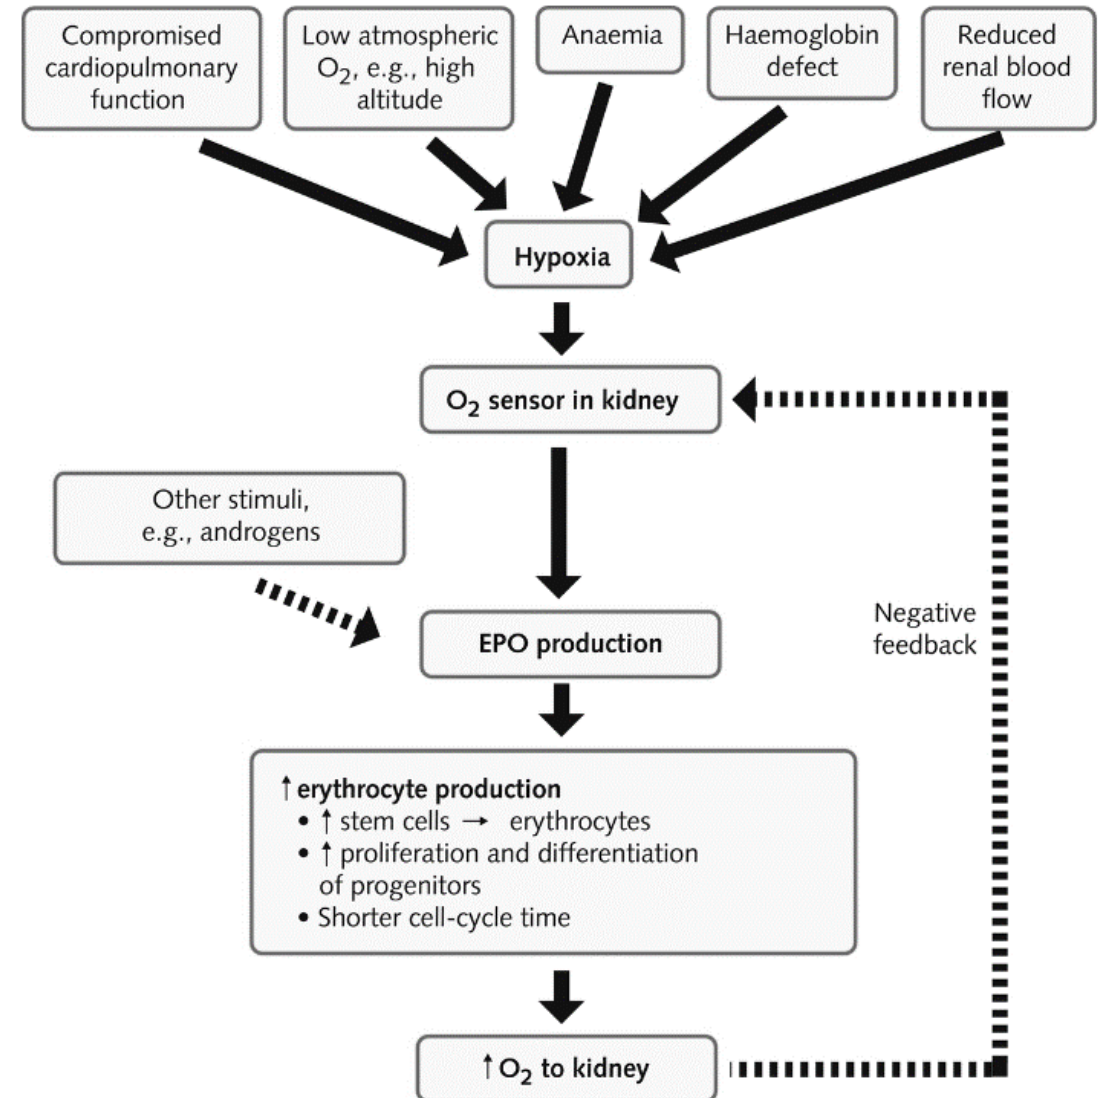 Compromised
cardiopulmonary
function
Low atmospheric
O₂, e.g., high
altitude
Anaemia
Haemoglobin
defect
Reduced
renal blood
flow
Hypoxia
O₂ sensor in kidney
Other stimuli,
e.g., androgens
EPO production
Negative
feedback
↑ erythrocyte production
• ↑ stem cells → erythrocytes
• ↑ proliferation and differentiation
of progenitors
• Shorter cell-cycle time
↑ O₂ to kidney